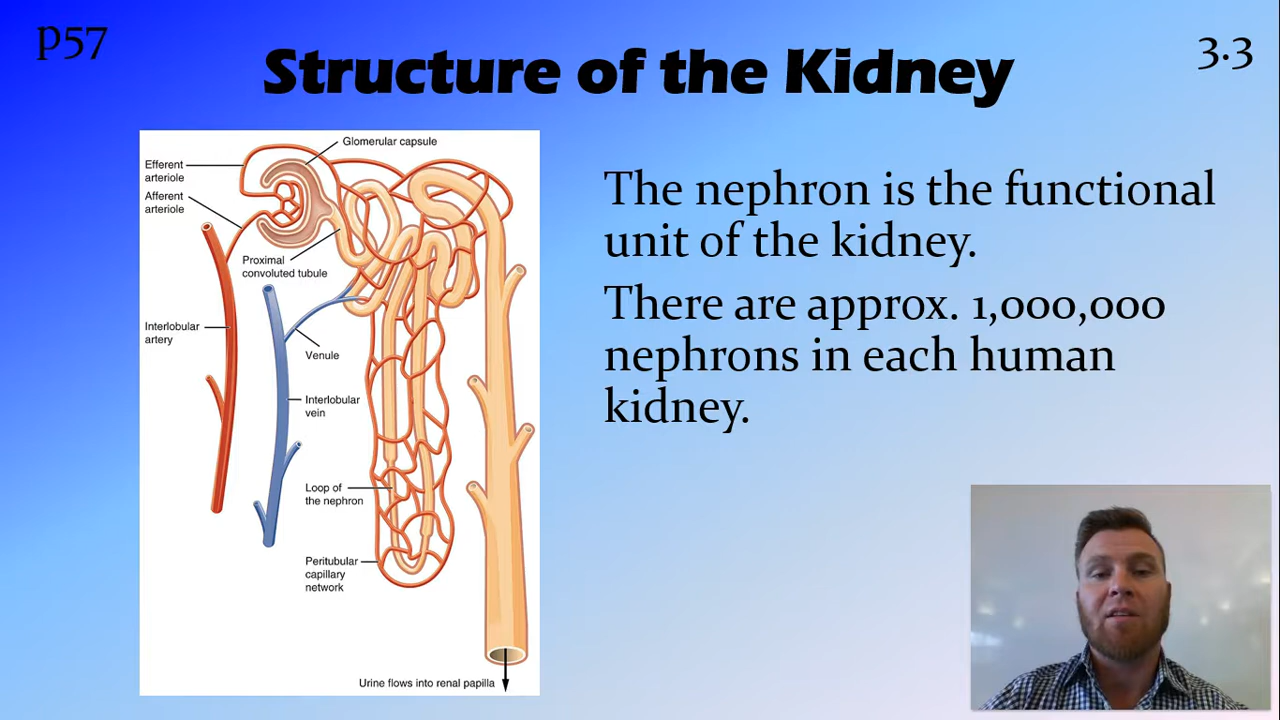 p57
3.3
Structure of the Kidney
Glomerular capsule
Efferent
arteriole
Afferent
arteriole
Proximal
convoluted tubule
Interlobular
artery
Venule
Interlobular
vein
Loop of
the nephron
Peritubular
capillary
network
Urine flows into renal papilla
The nephron is the functional
unit of the kidney.
There are approx. 1,000,000
nephrons in each human
kidney.